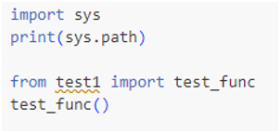 import sys
print(sys.path)
from test1 import test_func
test_func()